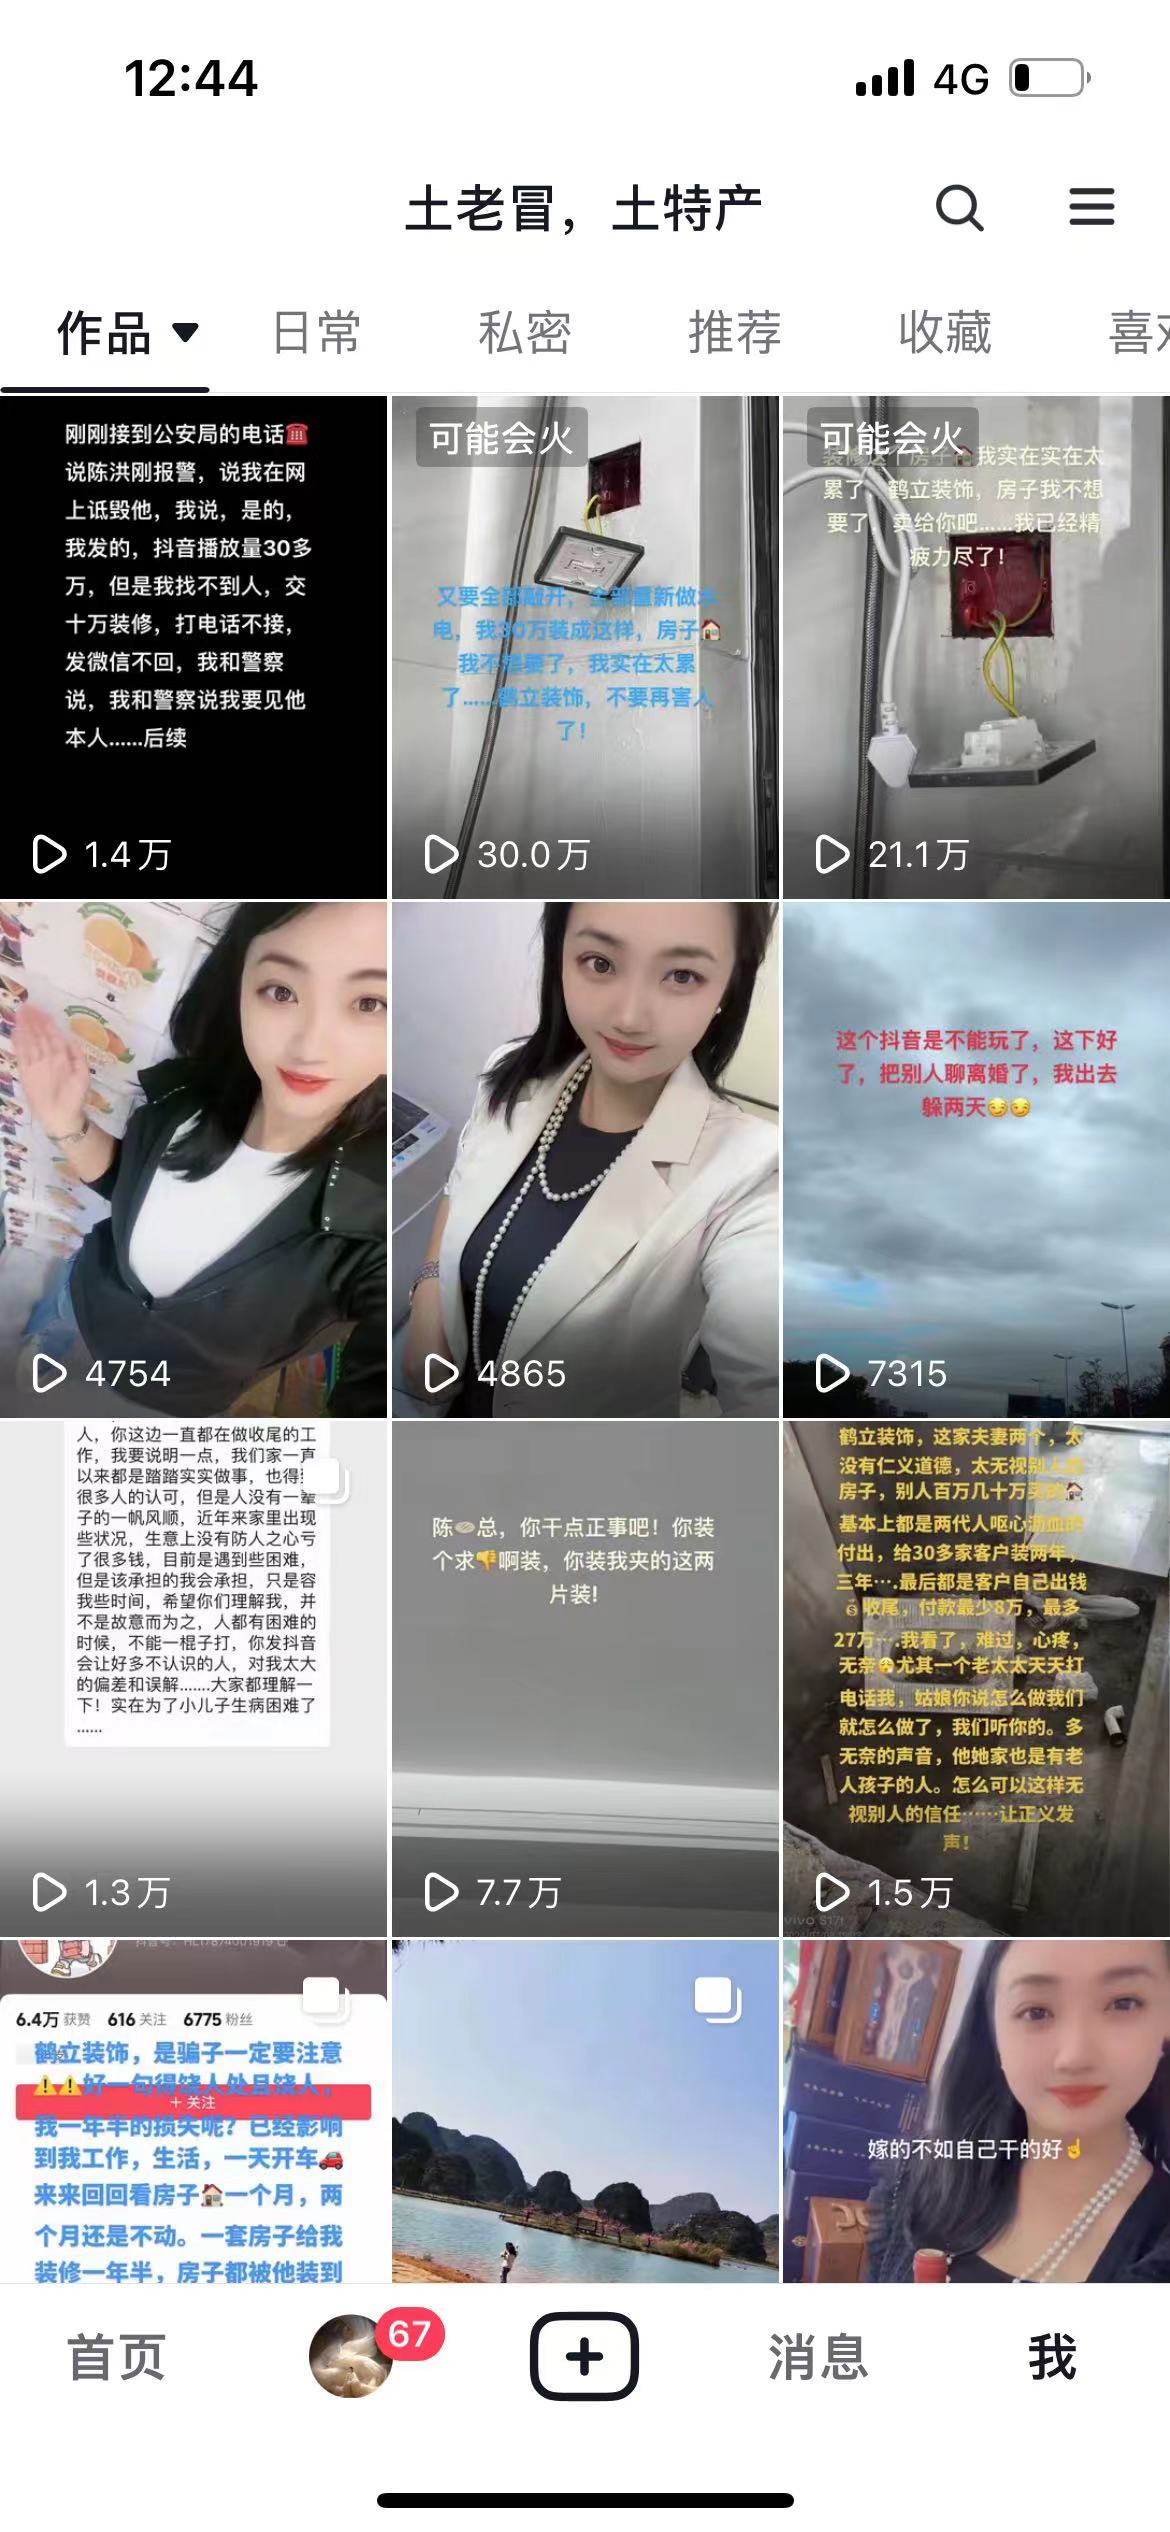 12:44
4G
土老冒，土特产
作品
日常
私密
推荐
收藏
喜
刚刚接到公安局的电话☎️
说陈洪刚报警，说我在网
上诋毁他，我说，是的，
我发的，抖音播放量30多
万，但是我找不到人，交
十万装修，打电话不接，
发微信不回，我和警察
说，我和警察说我要见他
本人......后续
1.4万
可能会火
又要全部敲开，全部重新做水
电，我30万装成这样，房子🏠
我不想要了，我实在太累
了......鹤立装饰，不要再害人
了！
30.0万
可能会火
装修这个房子🏠我实在实在太
累了，鹤立装饰，房子我不想
要了，卖给你吧......我已经精
疲力尽了！
21.1万
4754
4865
这个抖音是不能玩了，这下好
了，把别人聊离婚了，我出去
躲两天😏😏
7315
人，你这边一直都在做收尾的工
作，我要说明一点，我们家一直
以来都是踏踏实实做事，也得
很多人的认可，但是人没有一辈
子的一帆风顺，近年来家里出现
些状况，生意上没有防人之心亏
了很多钱，目前是遇到些困难，
但是该承担的我会承担，只是容
我些时间，希望你们理解我，并
不是故意而为之，人都有困难的
时候，不能一棍子打，你发抖音
会让好多不认识的人，对我太大
的偏差和误解.......大家都理解一
下！实在为了小儿子生病困难了
......
1.3万
陈总，你干点正事吧！你装
个求👎啊装，你装我夹的这两
片装!
7.7万
鹤立装饰，这家夫妻两个，太
没有仁义道德，太无视别人的
房子，别人百万几十万买的🏠
基本上都是两代人呕心沥血的
付出，给30多家客户装两年，
三年….最后都是客户自己出钱
💰收尾，付款最少8万，最多
27万….我看了，难过，心疼，
无奈😮‍💨尤其一个老太太天天打
电话我，姑娘你说怎么做我们
就怎么做了，我们听你的。多
无奈的声音，他她家也是有老
人孩子的人。怎么可以这样无
视别人的信任……让正义发
声！
vivo S17t
1.5万
6.4万 获赞 616 关注 6775 粉丝
鹤立装饰，是骗子一定要注意
⚠️⚠️好一句得饶人处且饶人，
+ 关注
我一年半的损失呢？已经影响
到我工作，生活，一天开车🚗
来来回回看房子🏠一个月，两
个月还是不动。一套房子给我
装修一年半，房子都被他装到
嫁的不如自己干的好☝️
首页
67
消息
我